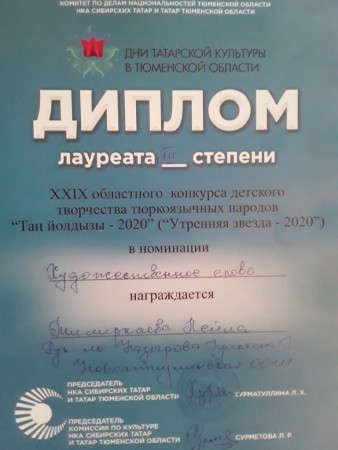 КОМИТЕТ ПО ДЕЛАМ НАЦИОНАЛЬНОСТЕЙ ТЮМЕНСКОЙ ОБЛАСТИ
НКА СИБИРСКИХ ТАТАР И ТАТАР ТЮМЕНСКОЙ ОБЛАСТИ
ДНИ ТАТАРСКОЙ КУЛЬТУРЫ
В ТЮМЕНСКОЙ ОБЛАСТИ
ДИПЛОМ
лауреата III степени
XXIX областного конкурса детского
творчества тюркоязычных народов
“Таң йолдызы - 2020” (“Утренняя звезда - 2020”)
в номинации
Художественное слово
награждается
Тимиркаева Лейла
ПРЕДСЕДАТЕЛЬ
НКА СИБИРСКИХ ТАТАР
И ТАТАР ТЮМЕНСКОЙ ОБЛАСТИ
ХУРМАТУЛЛИНА Л. Х.
ПРЕДСЕДАТЕЛЬ
КОМИССИИ ПО КУЛЬТУРЕ
НКА СИБИРСКИХ ТАТАР
И ТАТАР ТЮМЕНСКОЙ ОБЛАСТИ
СУРМЕТОВА Л. Р.